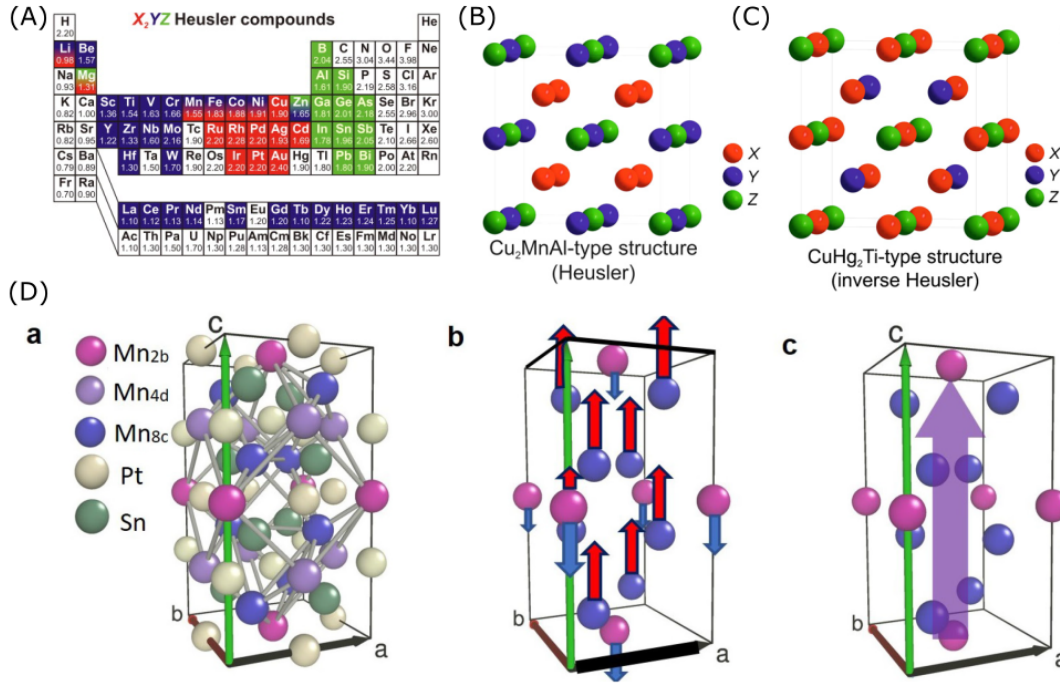 (A)
X₂YZ Heusler compounds
H He
2.20
Li Be B C N O F Ne
0.98 1.57 2.04 2.55 3.04 3.44 3.98
Na Mg Al Si P S Cl Ar
0.93 1.31 1.61 1.90 2.19 2.58 3.16
K Ca Sc Ti V Cr Mn Fe Co Ni Cu Zn Ga Ge As Se Br Kr
0.82 1.00 1.36 1.54 1.63 1.66 1.55 1.83 1.88 1.91 1.90 1.65 1.81 2.01 2.18 2.55 2.96 3.00
Rb Sr Y Zr Nb Mo Tc Ru Rh Pd Ag Cd In Sn Sb Te I Xe
0.82 0.95 1.22 1.33 1.60 2.16 1.90 2.20 2.28 2.20 1.93 1.69 1.78 1.96 2.05 2.10 2.66 2.60
Cs Ba Hf Ta W Re Os Ir Pt Au Hg Tl Pb Bi Po At Rn
0.79 0.89 1.30 1.50 1.70 1.90 2.20 2.20 2.20 2.40 1.90 1.80 1.80 1.90 2.00 2.20
Fr Ra
0.70 0.90
La Ce Pr Nd Pm Sm Eu Gd Tb Dy Ho Er Tm Yb Lu
1.10 1.12 1.13 1.14 1.13 1.17 1.20 1.20 1.10 1.22 1.23 1.24 1.25 1.10 1.27
Ac Th Pa U Np Pu Am Cm Bk Cf Es Fm Md No Lr
1.10 1.30 1.50 1.70 1.30 1.28 1.13 1.28 1.30 1.30 1.30 1.30 1.30 1.30 1.30
(B)
X
Y
Z
Cu₂MnAl-type structure
(Heusler)
(C)
X
Y
Z
CuHg₂Ti-type structure
(inverse Heusler)
(D)
a
Mn2b
Mn4d
Mn8c
Pt
Sn
c
b
a
b
c
b
a
c
c
b
a